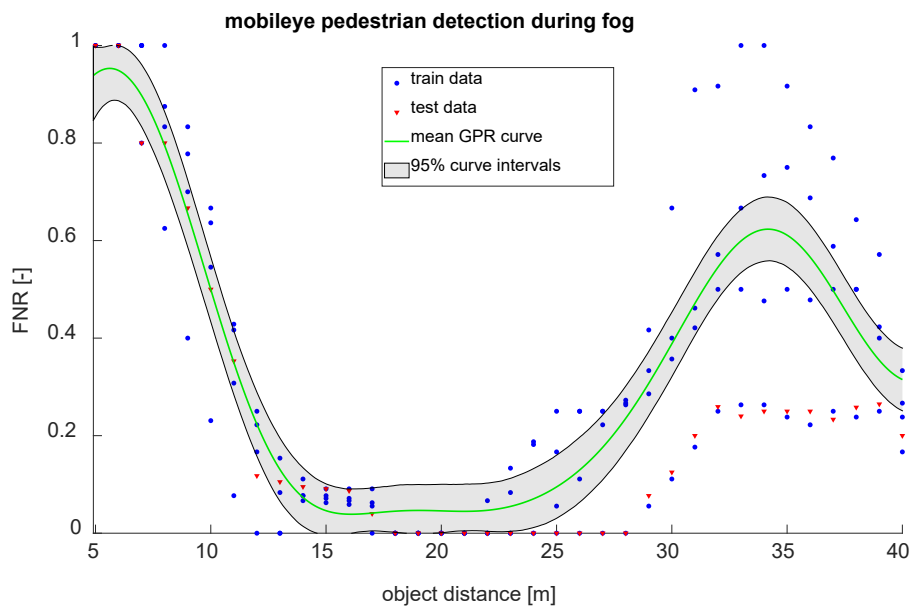 mobileye pedestrian detection during fog
1
train data
test data
mean GPR curve
95% curve intervals
0.8
0.6
FNR [-]
0.4
0.2
0
5 10 15 20 25 30 35 40
object distance [m]